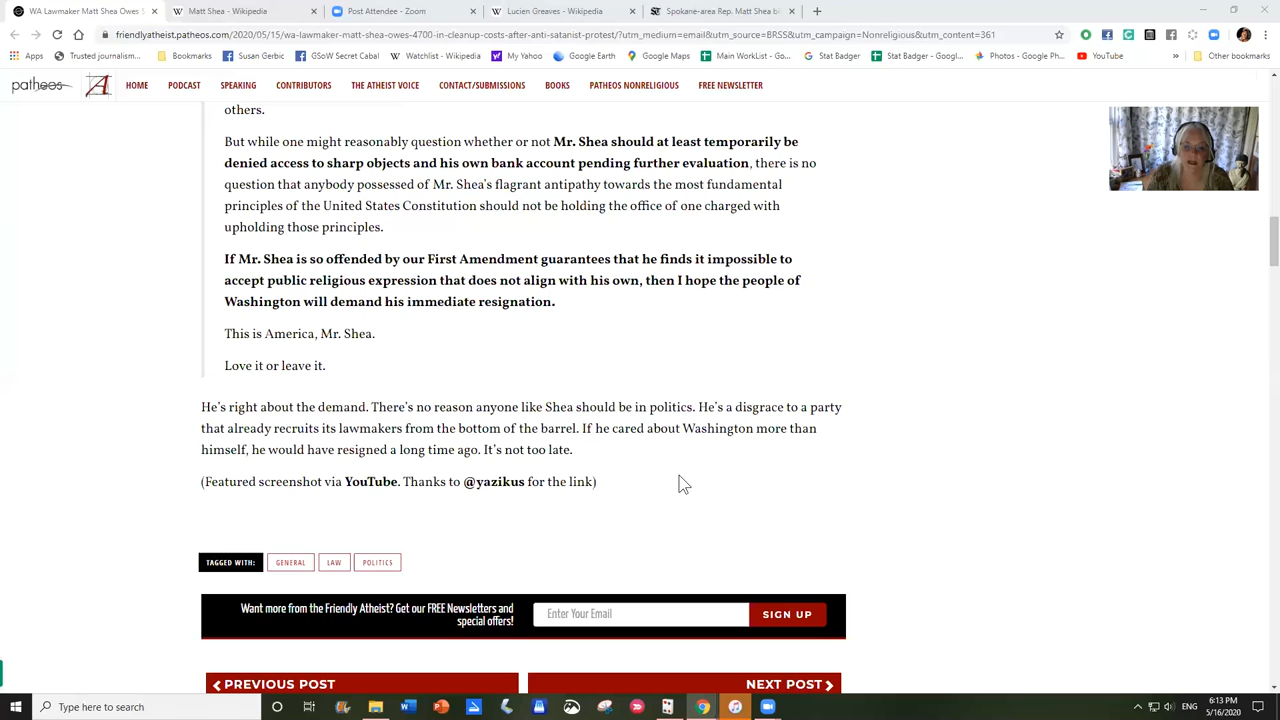 WA Lawmaker Matt Shea Owes $
Matt Shea - Wikipedia
Post Attendee - Zoom
Lucien Greaves - Wikipedia
Spokane-area Rep. Matt Shea bi
friendlyatheist.patheos.com/2020/05/15/wa-lawmaker-matt-shea-owes-4700-in-cleanup-costs-after-anti-satanist-protest/?utm_medium=email&utm_source=BRSS&utm_campaign=Nonreligious&utm_content=361
Apps Trusted journalism... Bookmarks Susan Gerbic GSoW Secret Cabal Watchlist - Wikipedia My Yahoo Google Earth Google Maps Main WorkList - Go... Stat Badger Stat Badger - Googl... Photos - Google Ph... YouTube » Other bookmarks
patheos A HOME PODCAST SPEAKING CONTRIBUTORS THE ATHEIST VOICE CONTACT/SUBMISSIONS BOOKS PATHEOS NONRELIGIOUS FREE NEWSLETTER
others.
But while one might reasonably question whether or not Mr. Shea should at least temporarily be
denied access to sharp objects and his own bank account pending further evaluation, there is no
question that anybody possessed of Mr. Shea's flagrant antipathy towards the most fundamental
principles of the United States Constitution should not be holding the office of one charged with
upholding those principles.
If Mr. Shea is so offended by our First Amendment guarantees that he finds it impossible to
accept public religious expression that does not align with his own, then I hope the people of
Washington will demand his immediate resignation.
This is America, Mr. Shea.
Love it or leave it.
He's right about the demand. There's no reason anyone like Shea should be in politics. He's a disgrace to a party
that already recruits its lawmakers from the bottom of the barrel. If he cared about Washington more than
himself, he would have resigned a long time ago. It's not too late.
(Featured screenshot via YouTube. Thanks to @yazikus for the link)
TAGGED WITH: GENERAL LAW POLITICS
Want more from the Friendly Atheist? Get our FREE Newsletters and
special offers!
Enter Your Email
SIGN UP
PREVIOUS POST
NEXT POST
Type here to search
ENG
6:13 PM
5/16/2020